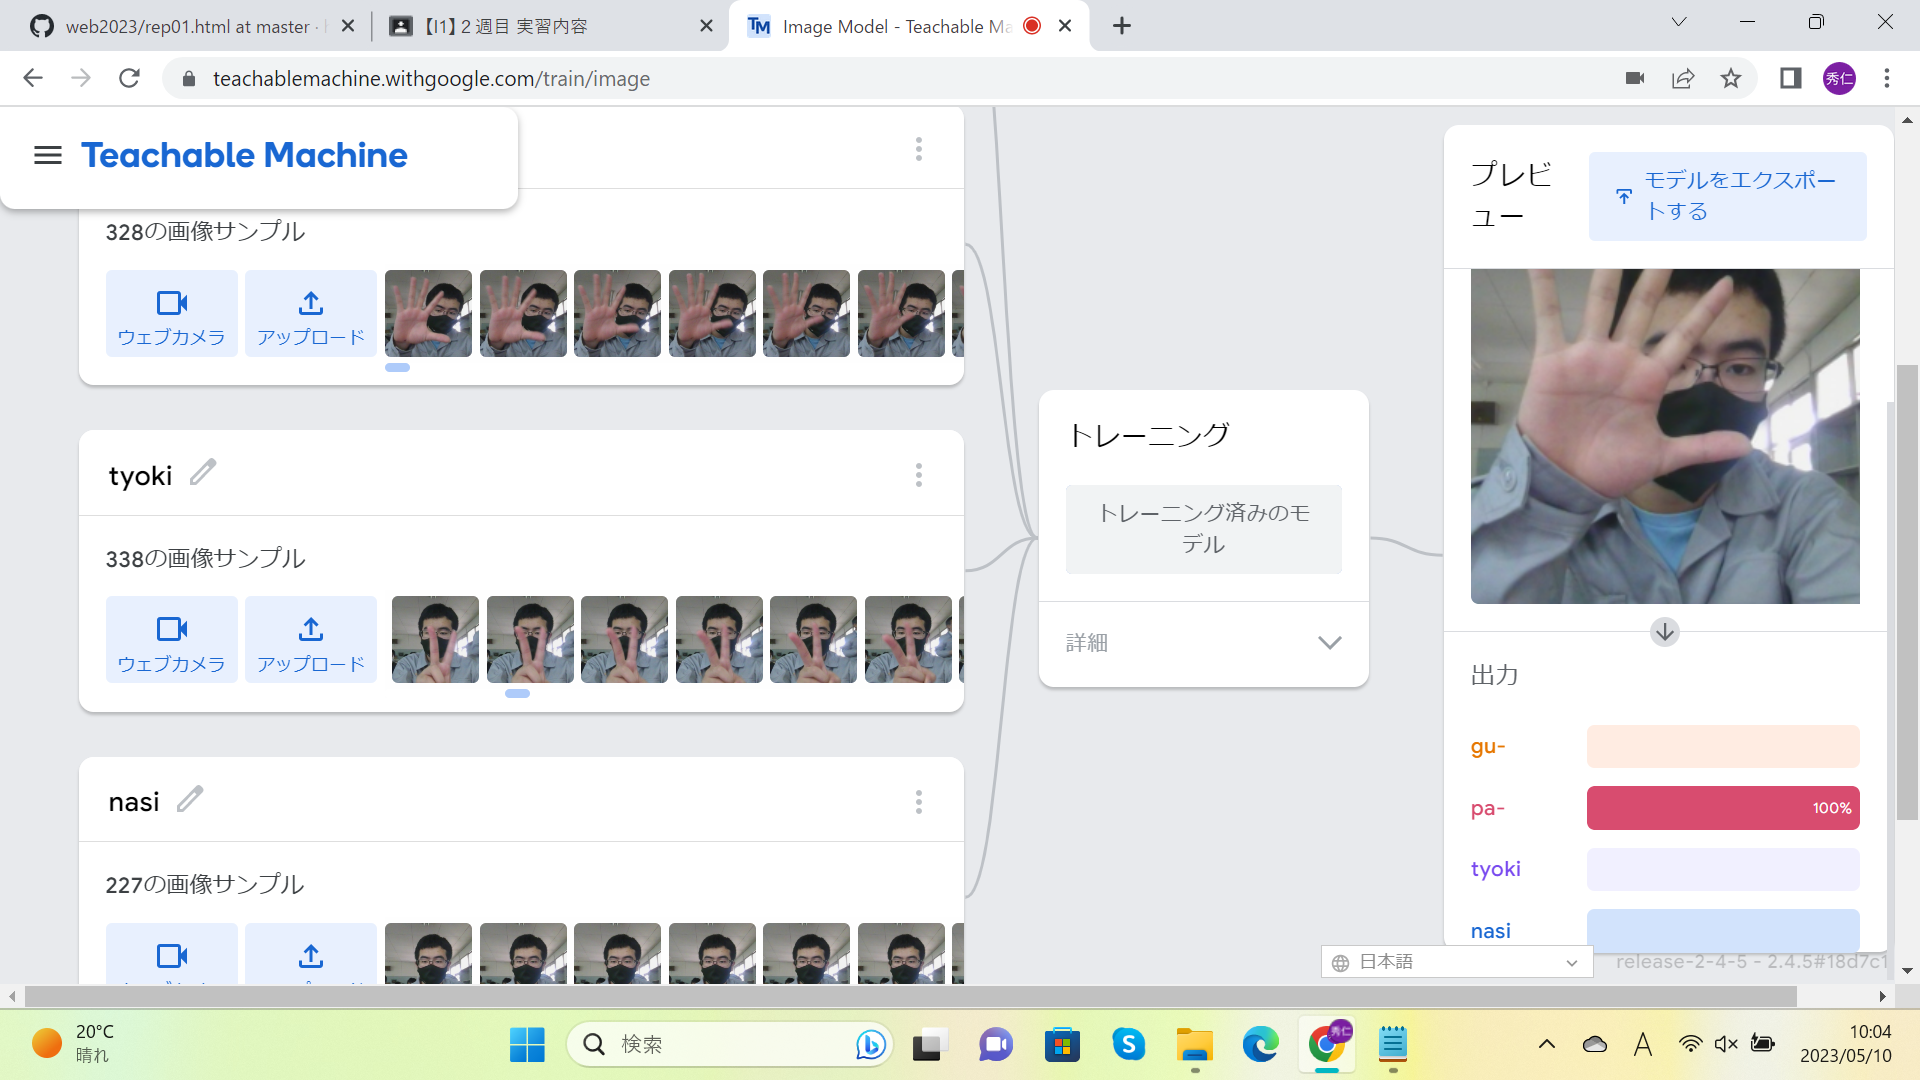 web2023/rep01.html at master ·
【I1】2 週目 実習内容
Image Model - Teachable Ma
teachablemachine.withgoogle.com/train/image
秀仁
Teachable Machine
328の画像サンプル
ウェブカメラ
アップロード
tyoki
338の画像サンプル
ウェブカメラ
アップロード
nasi
227の画像サンプル
トレーニング
トレーニング済みのモ
デル
詳細
プレビ
ュー
モデルをエクスポー
トする
出力
gu-
pa-
100%
tyoki
nasi
日本語
release-2-4-5 - 2.4.5#18d7c1
20°C
晴れ
検索
秀仁
A
10:04
2023/05/10